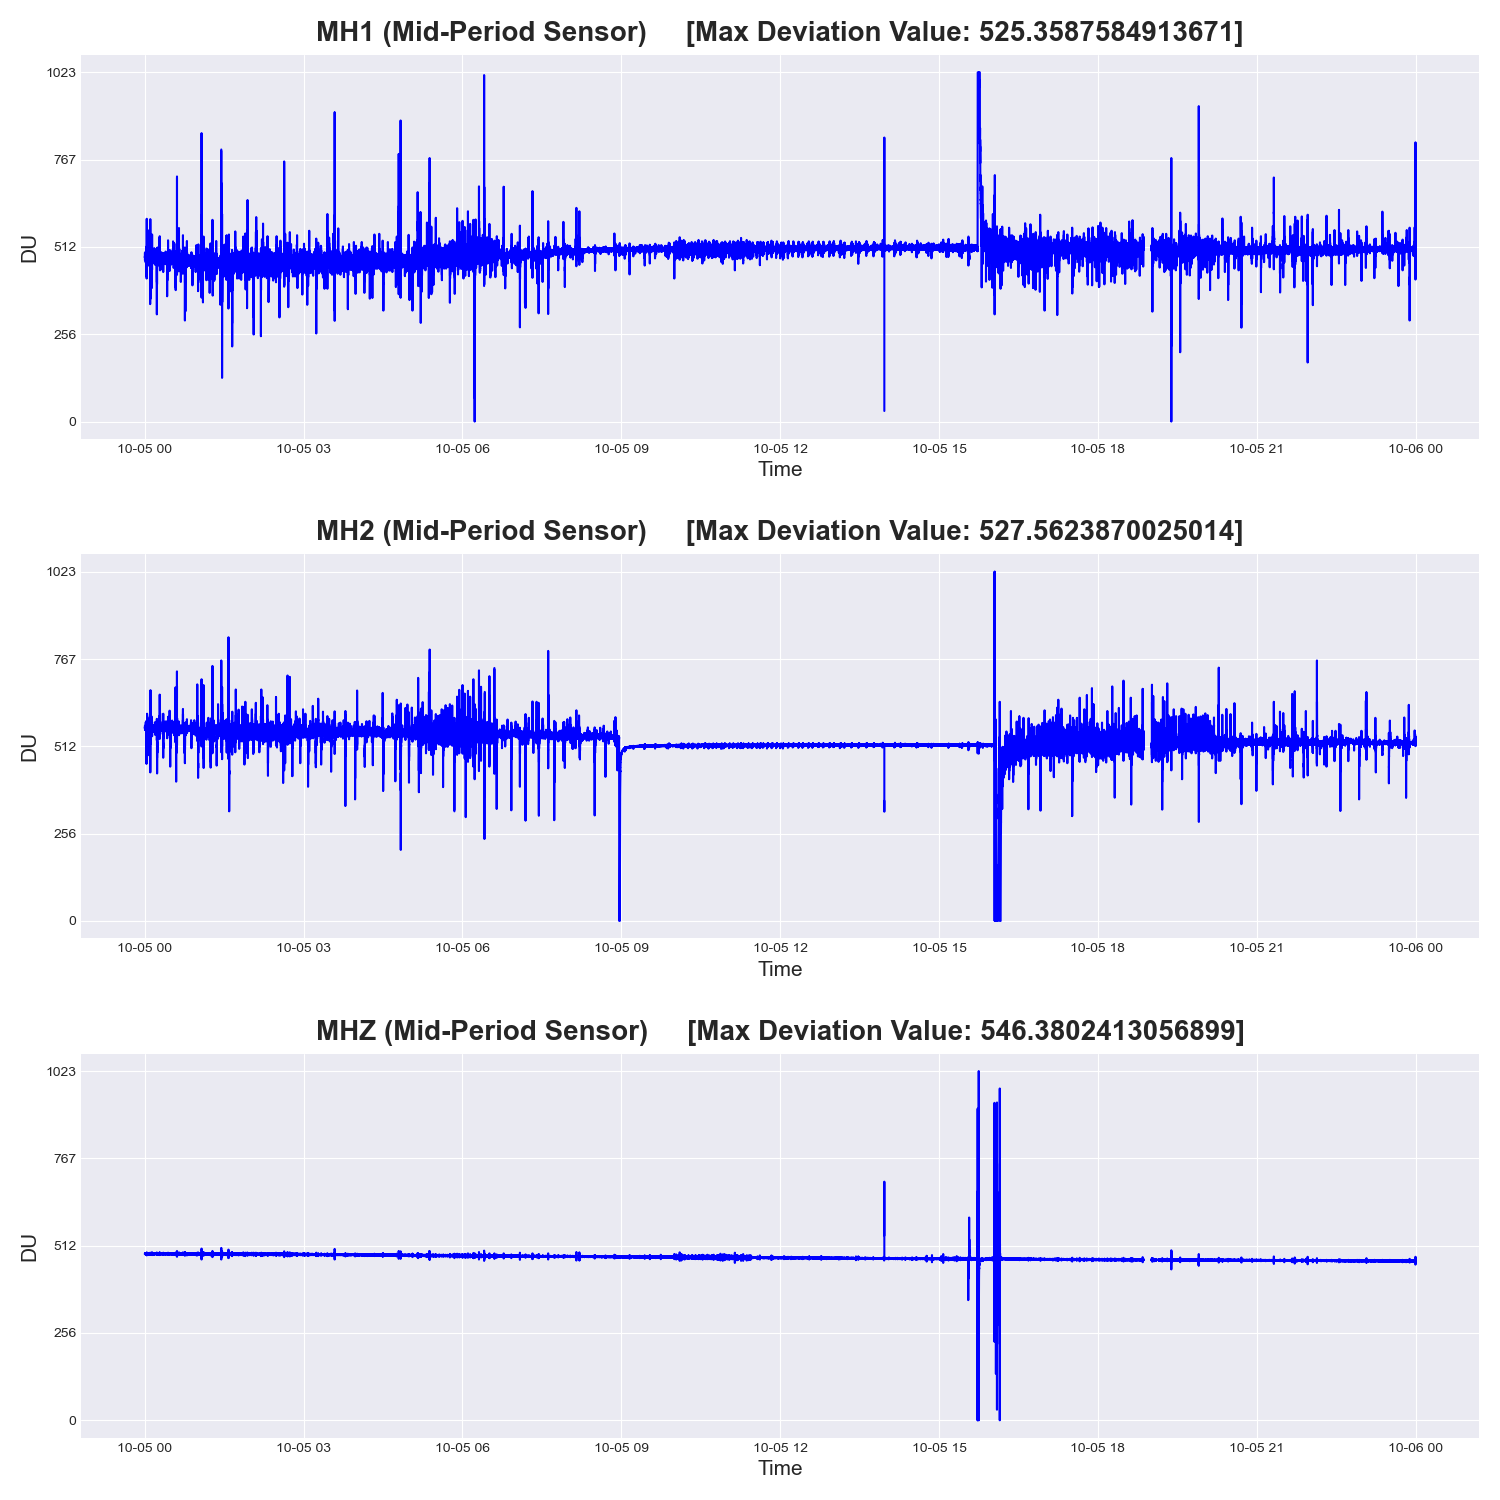 MH1 (Mid-Period Sensor) [Max Deviation Value: 525.3587584913671]
1023
767
512
256
0
DU
10-05 00 10-05 03 10-05 06 10-05 09 10-05 12 10-05 15 10-05 18 10-05 21 10-06 00
Time
MH2 (Mid-Period Sensor) [Max Deviation Value: 527.5623870025014]
1023
767
512
256
0
DU
10-05 00 10-05 03 10-05 06 10-05 09 10-05 12 10-05 15 10-05 18 10-05 21 10-06 00
Time
MHZ (Mid-Period Sensor) [Max Deviation Value: 546.3802413056899]
1023
767
512
256
0
DU
10-05 00 10-05 03 10-05 06 10-05 09 10-05 12 10-05 15 10-05 18 10-05 21 10-06 00
Time